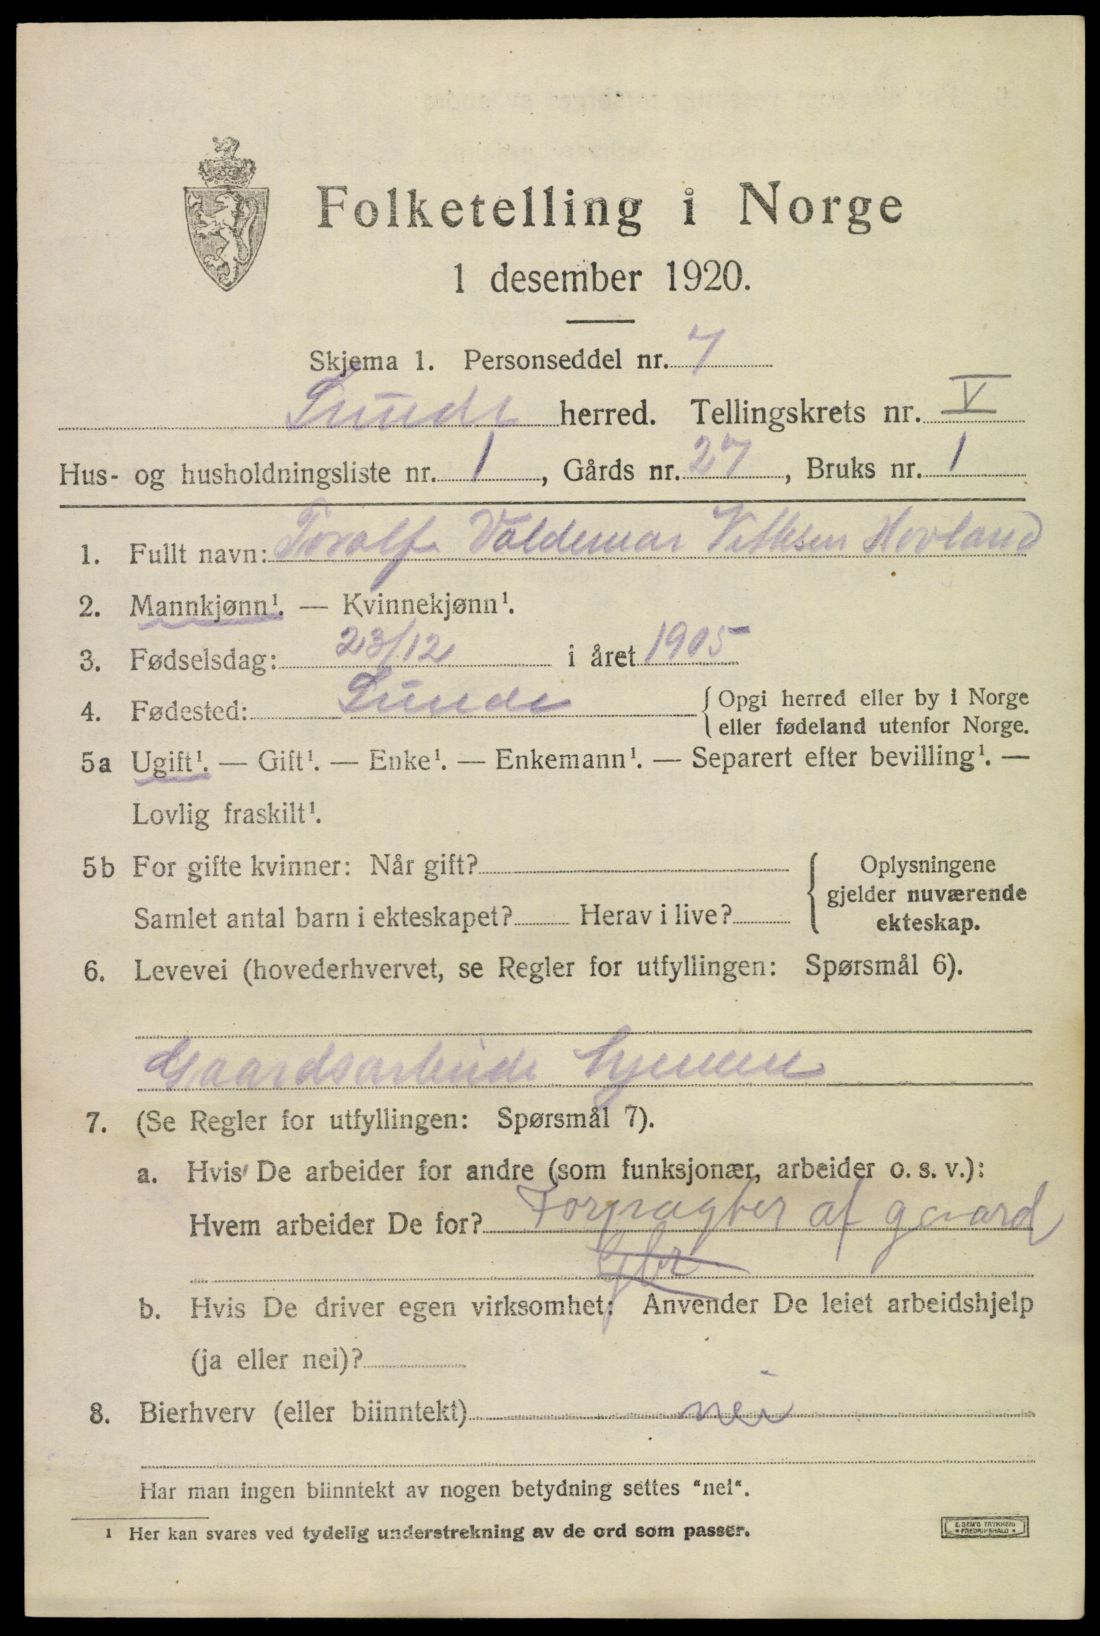 Folketelling i Norge
1 desember 1920.
Skjema 1. Personseddel nr. 7
Lunde herred. Tellingskrets nr. V
Hus- og husholdningsliste nr. 1, Gårds nr. 27, Bruks nr. 1
1. Fullt navn: Toralf Valdemar Hovland
2. Mannkjønn¹. — Kvinnekjønn¹.
3. Fødselsdag: 23/12 i året 1905
4. Fødested: Lunde { Opgi herred eller by i Norge
eller fødeland utenfor Norge.
5a Ugift¹. — Gift¹. — Enke¹. — Enkemann¹. — Separert efter bevilling¹. —
Lovlig fraskilt¹.
5b For gifte kvinner: Når gift?
Samlet antal barn i ekteskapet? Herav i live?
{ Oplysningene
gjelder nuværende
ekteskap.
6. Levevei (hovederhvervet, se Regler for utfyllingen: Spørsmål 6).
Gaardsarbeide hjemme
7. (Se Regler for utfyllingen: Spørsmål 7).
a. Hvis De arbeider for andre (som funksjonær, arbeider o. s. v.):
Hvem arbeider De for? Forpagter af gaard
Gbr
b. Hvis De driver egen virksomhet: Anvender De leiet arbeidshjelp
(ja eller nei)?
8. Bierhverv (eller biinntekt) nei
Har man ingen biinntekt av nogen betydning settes "nei".
1 Her kan svares ved tydelig understrekning av de ord som passer.